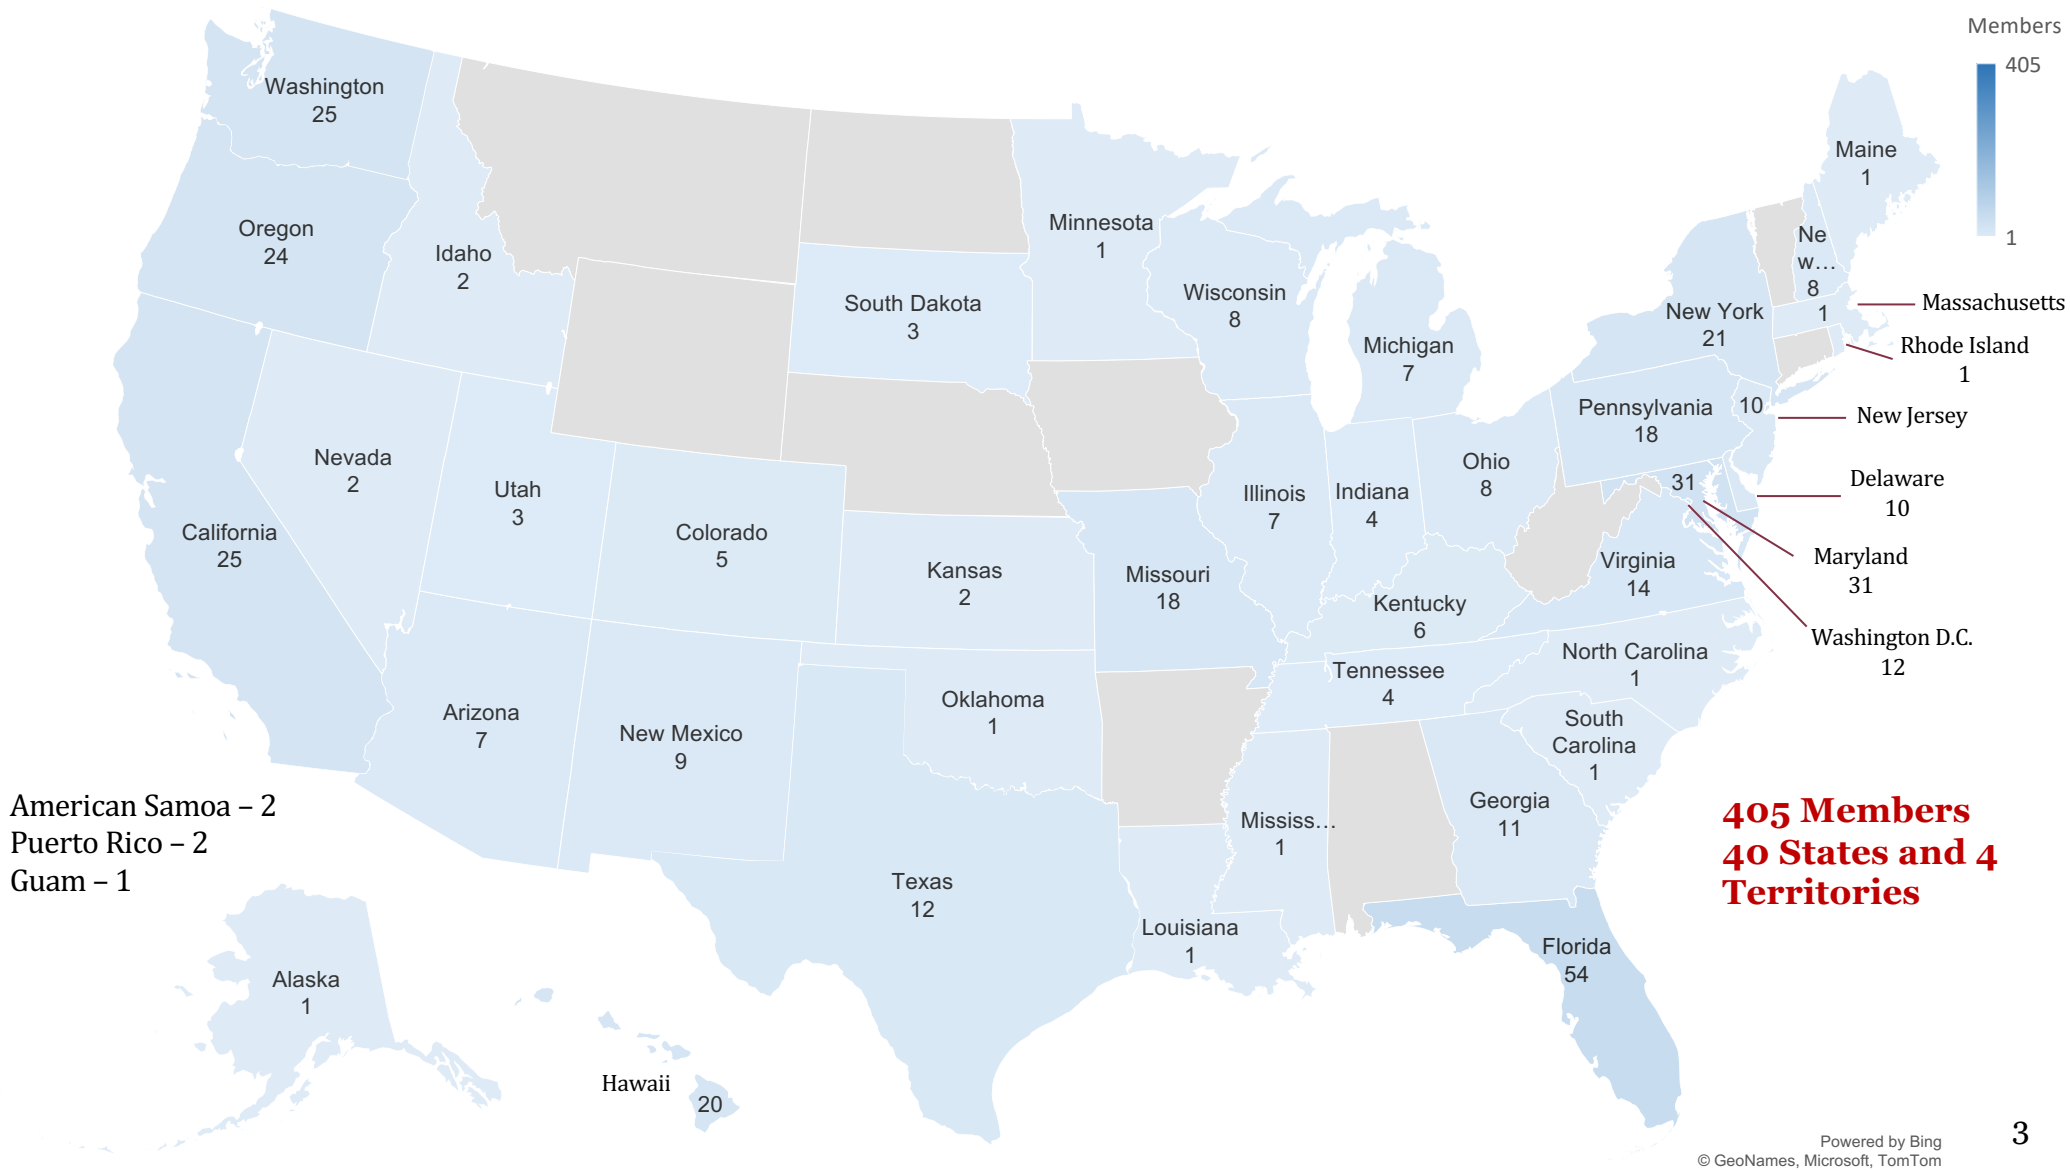 Members
405
1
Washington
25
Oregon
24
Idaho
2
Minnesota
1
Wisconsin
8
South Dakota
3
Michigan
7
Maine
1
Ne
w…
8
Massachusetts
1
New York
21
Rhode Island
1
Pennsylvania
18
10
New Jersey
Nevada
2
Utah
3
California
25
Colorado
5
Kansas
2
Missouri
18
Illinois
7
Indiana
4
Ohio
8
31
Delaware
10
Virginia
14
Maryland
31
Kentucky
6
Washington D.C.
12
Tennessee
4
North Carolina
1
South
Carolina
1
Arizona
7
New Mexico
9
Oklahoma
1
Mississ…
1
Georgia
11
American Samoa – 2
Puerto Rico – 2
Guam – 1
405 Members
40 States and 4
Territories
Texas
12
Louisiana
1
Florida
54
Alaska
1
Hawaii
20
Powered by Bing
© GeoNames, Microsoft, TomTom
3